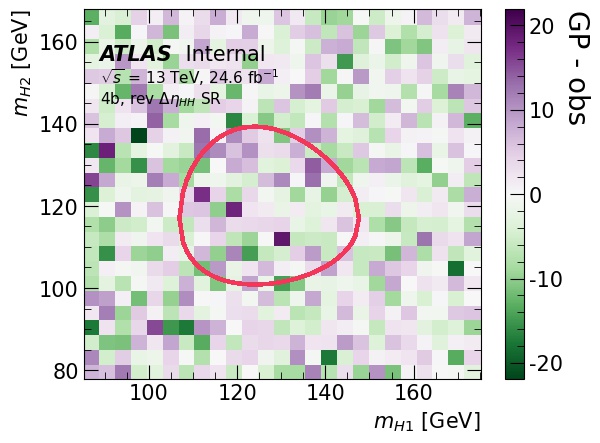 ATLAS Internal
√s = 13 TeV, 24.6 fb⁻¹
4b, rev Δη_HH SR
m_H2 [GeV]
160
140
120
100
80
100 120 140 160
m_H1 [GeV]
20
10
0
-10
-20
GP - obs